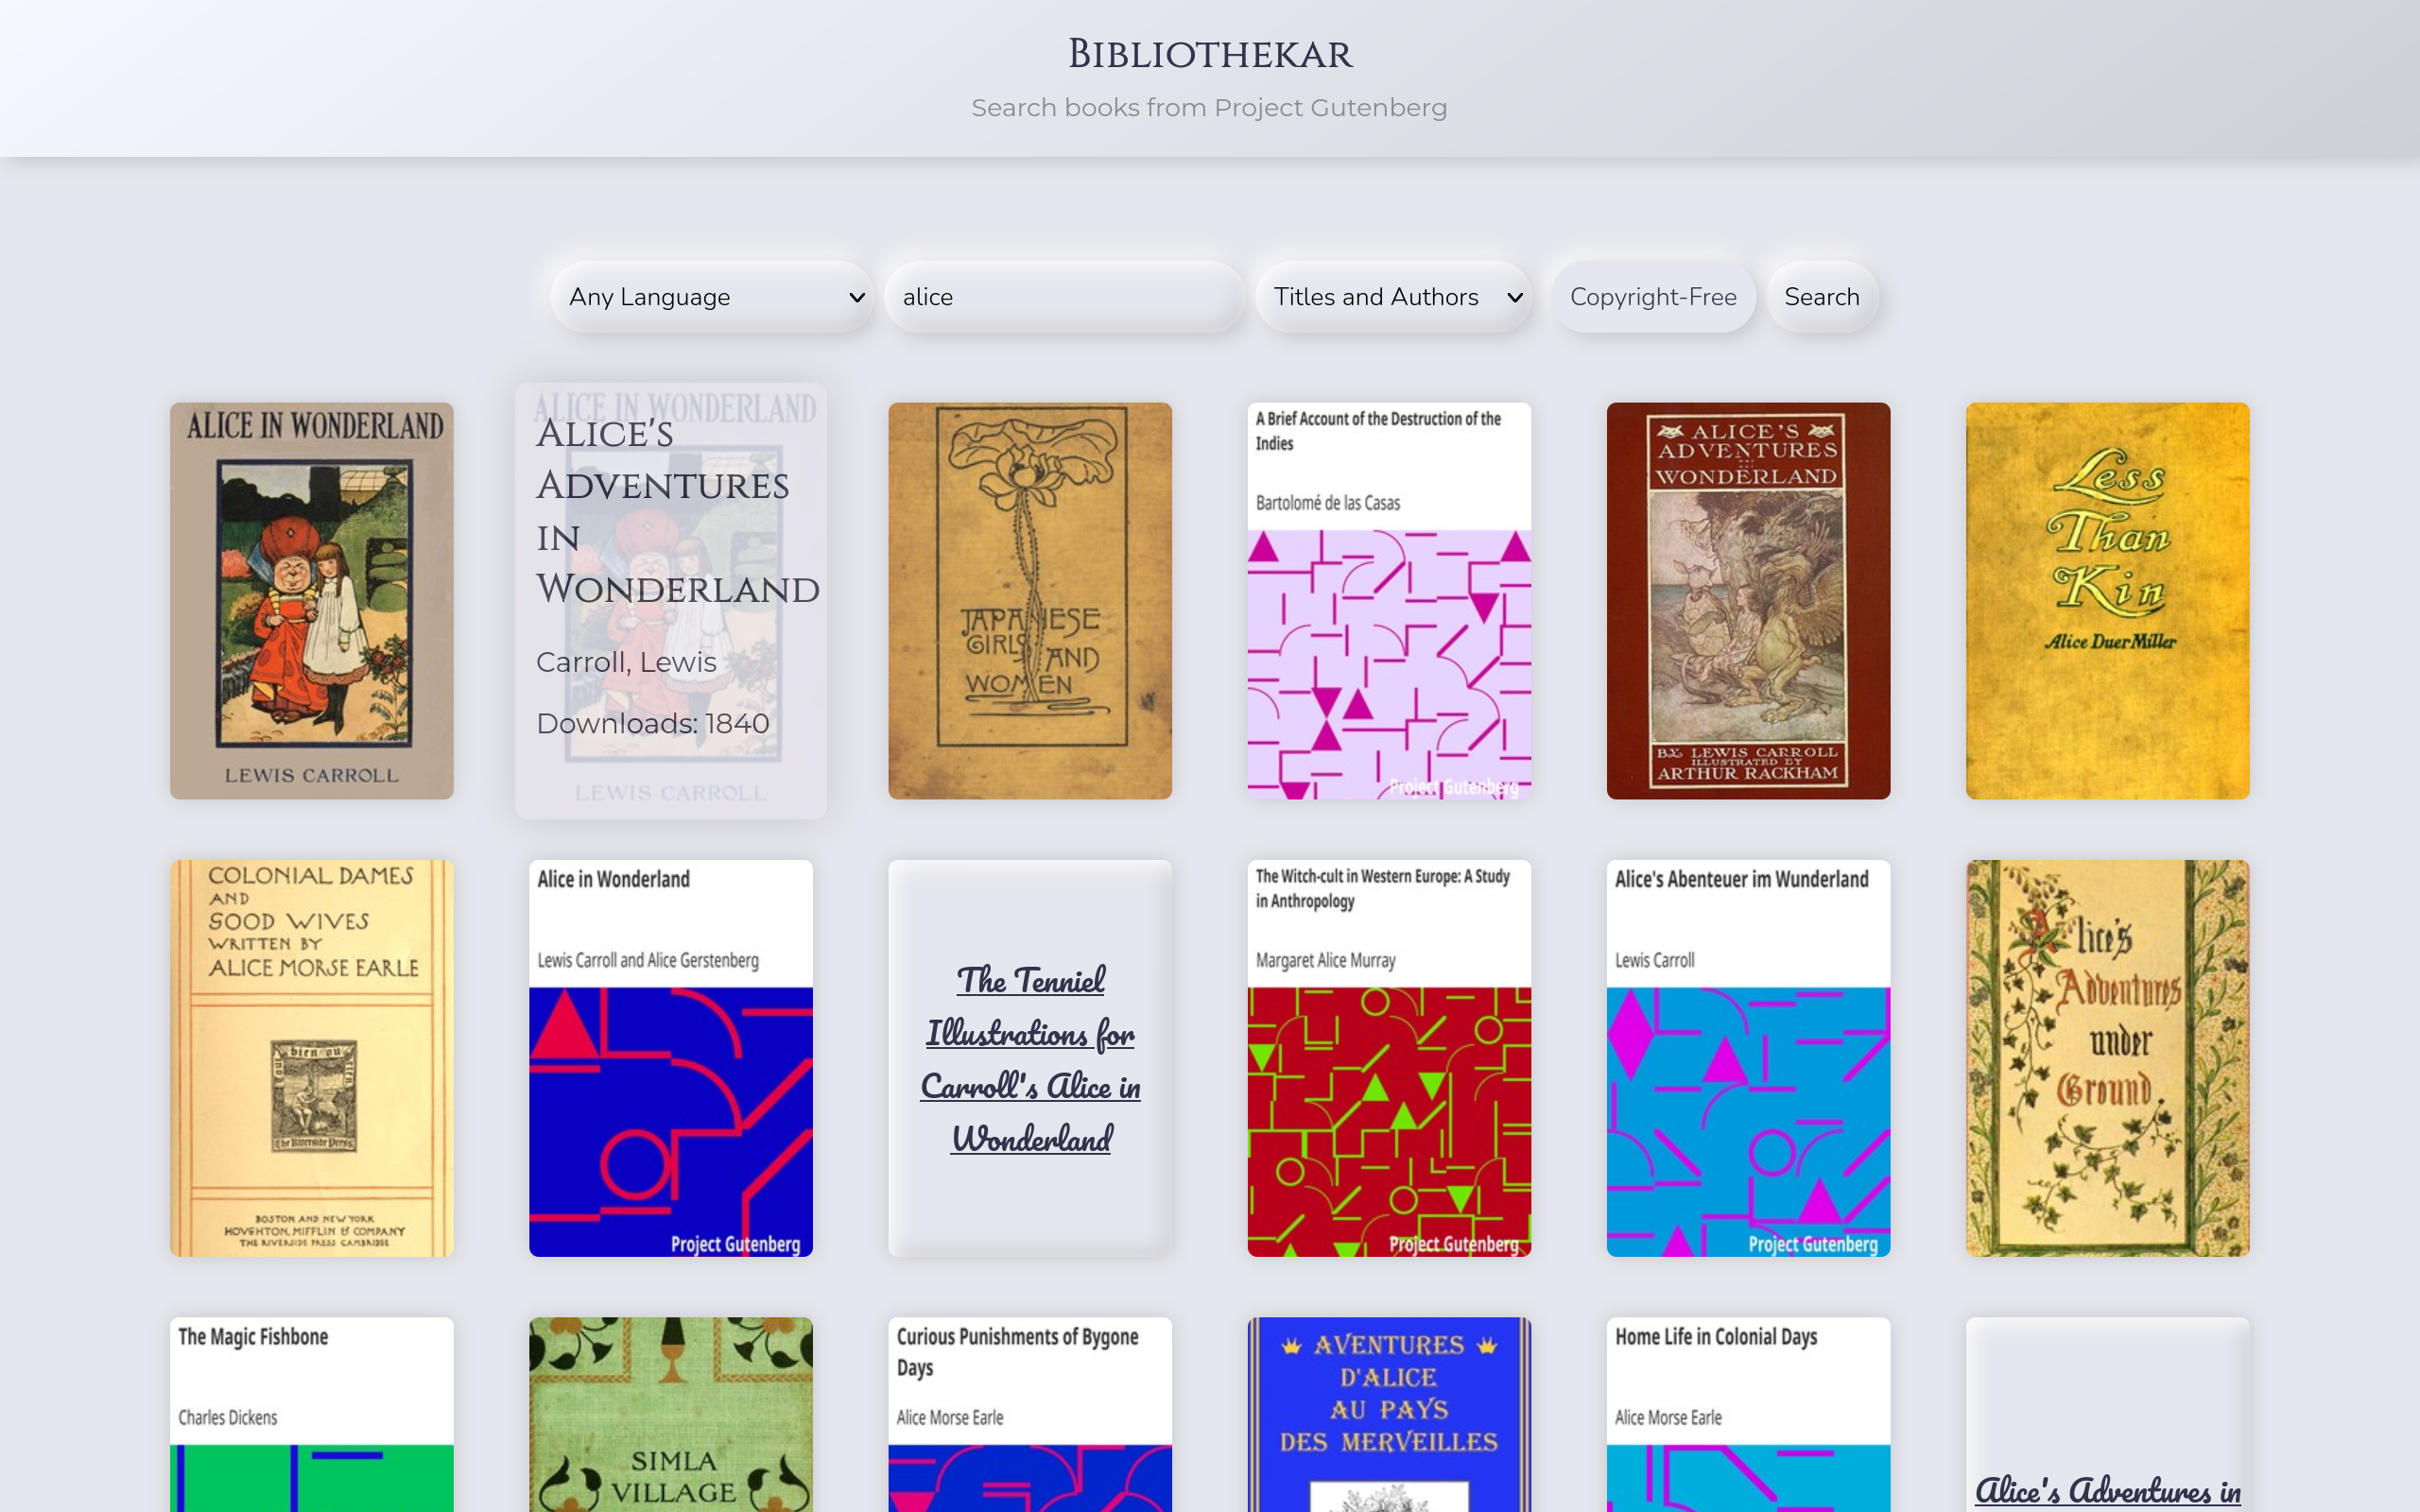 Bibliothekar
Search books from Project Gutenberg
Any Language
alice
Titles and Authors
Copyright-Free
Search
ALICE IN WONDERLAND
LEWIS CARROLL
ALICE IN WONDERLAND
Alice's
Adventures
in
Wonderland
Carroll, Lewis
Downloads: 1840
LEWIS CARROLL
JAPANESE
GIRLS AND
WOMEN
A Brief Account of the Destruction of the
Indies
Bartolomé de las Casas
Project Gutenberg
ALICE'S
ADVENTURES
IN
WONDERLAND
BY LEWIS CARROLL
ILLUSTRATED BY
ARTHUR RACKHAM
Less
Than
Kin
Alice Duer Miller
COLONIAL DAMES
AND
GOOD WIVES
WRITTEN BY
ALICE MORSE EARLE
bien ou
The Riverside Press
BOSTON AND NEW YORK
HOVGHTON, MIFFLIN & COMPANY
THE RIVERSIDE PRESS CAMBRIDGE
Alice in Wonderland
Lewis Carroll and Alice Gerstenberg
Project Gutenberg
The Tenniel
Illustrations for
Carroll's Alice in
Wonderland
The Witch-cult in Western Europe: A Study
in Anthropology
Margaret Alice Murray
Project Gutenberg
Alice's Abenteuer im Wunderland
Lewis Carroll
Project Gutenberg
Alice's
Adventures
under
Ground
The Magic Fishbone
Charles Dickens
SIMLA
VILLAGE
Curious Punishments of Bygone
Days
Alice Morse Earle
AVENTURES
D'ALICE
AU PAYS
DES MERVEILLES
Home Life in Colonial Days
Alice Morse Earle
Alice's Adventures in